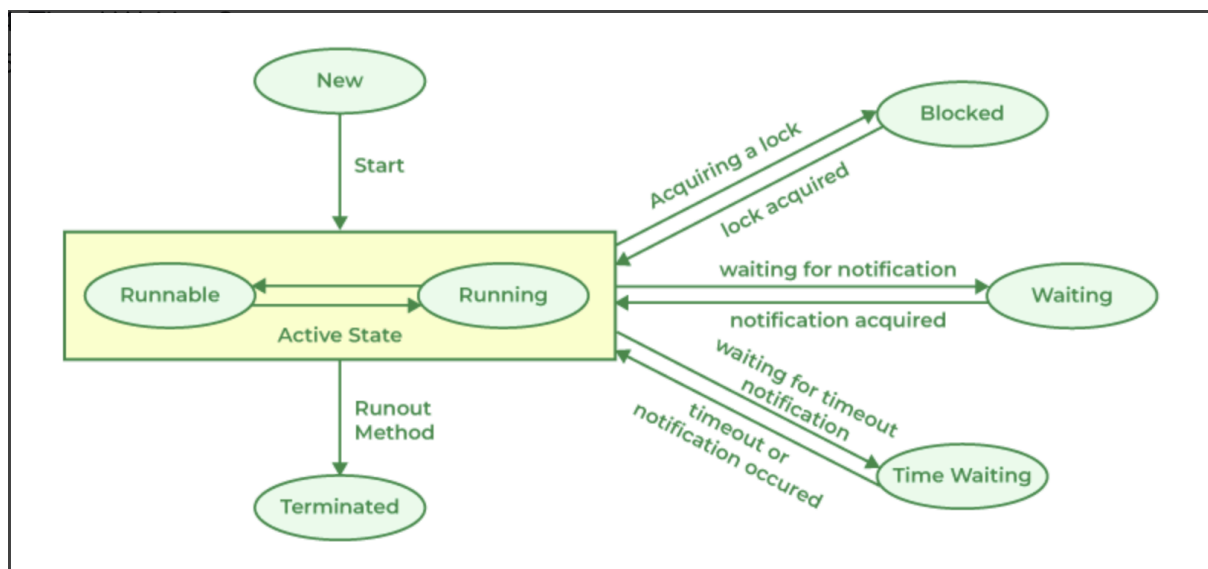 New
Start
Blocked
Acquiring a lock
lock acquired
Runnable
Running
Active State
waiting for notification
notification acquired
Waiting
waiting for timeout
notification
timeout or
notification occured
Time Waiting
Runout
Method
Terminated